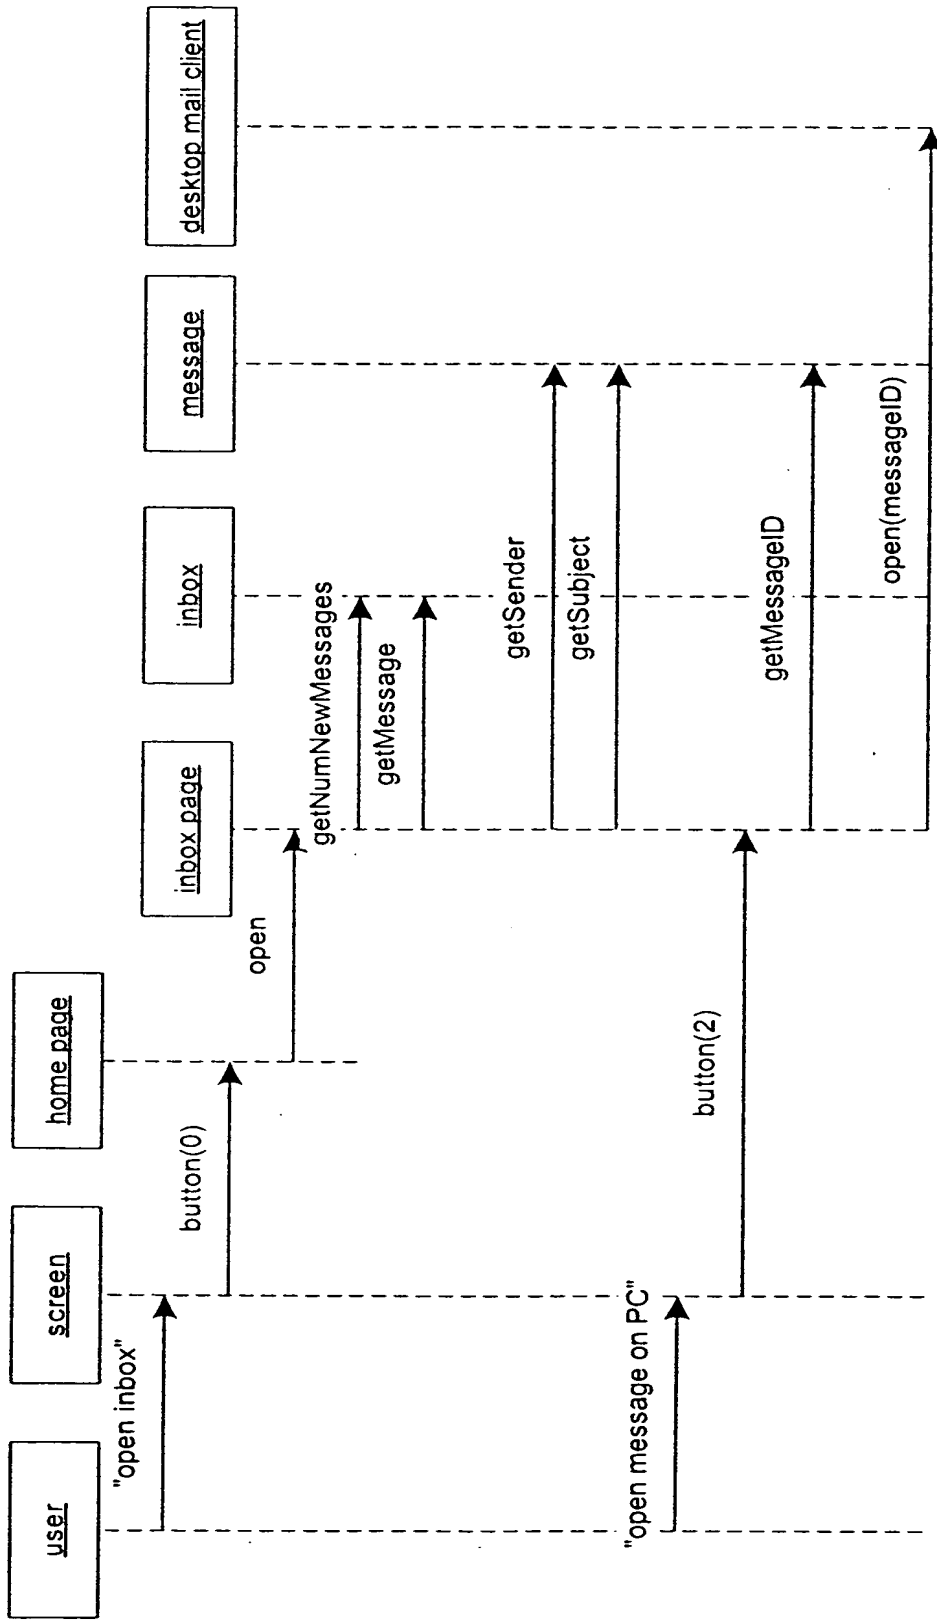 user
screen
home page
inbox page
inbox
message
desktop mail client
"open inbox"
button(0)
open
getNumNewMessages
getMessage
getSender
getSubject
"open message on PC"
button(2)
getMessageID
open(messageID)